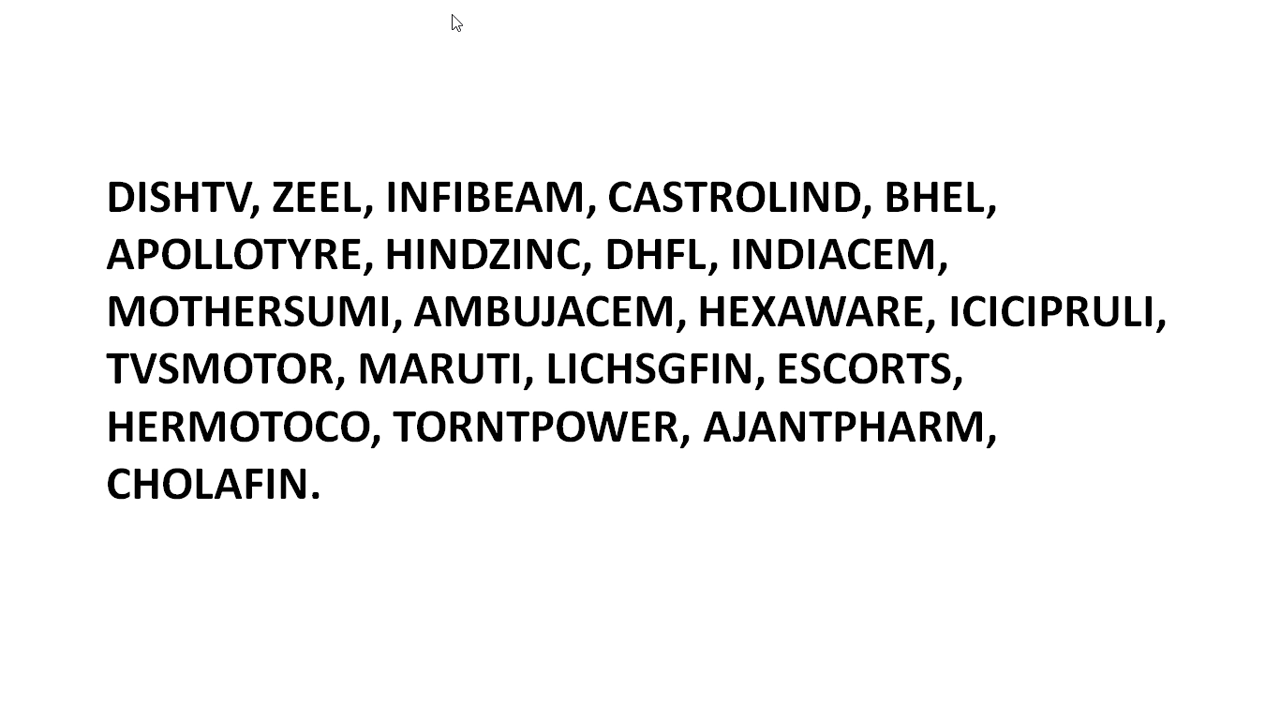 DISHTV, ZEEL, INFIBEAM, CASTROLIND, BHEL,
APOLLOTYRE, HINDZINC, DHFL, INDIACEM,
MOTHERSUMI, AMBUJACEM, HEXAWARE, ICICIPRULI,
TVSMOTOR, MARUTI, LICHSGFIN, ESCORTS,
HERMOTOCO, TORNTPOWER, AJANTPHARM,
CHOLAFIN.